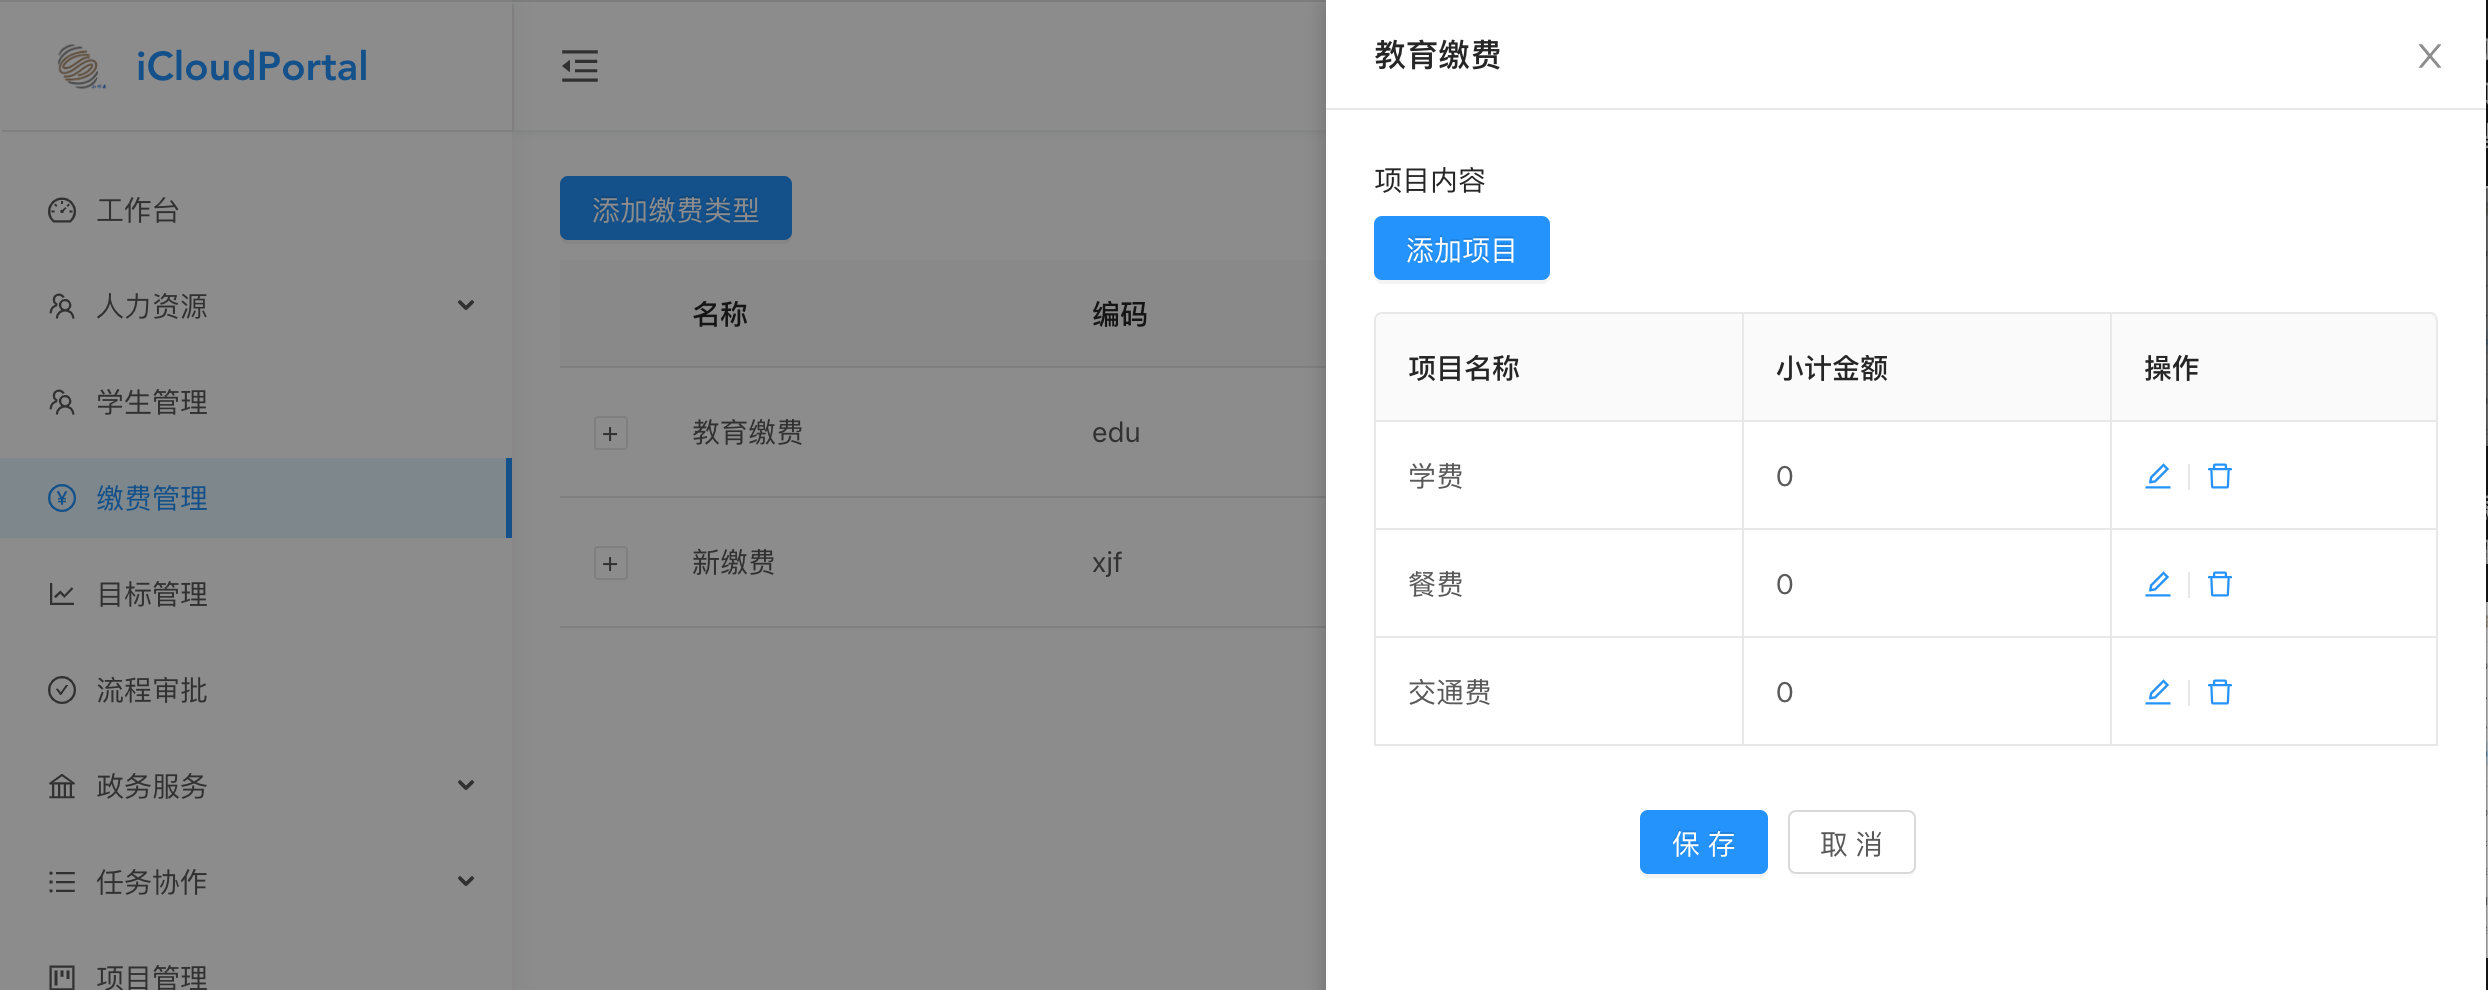 iCloudPortal
工作台
人力资源
学生管理
缴费管理
目标管理
流程审批
政务服务
任务协作
项目管理
添加缴费类型
名称 编码
教育缴费 edu
新缴费 xjf
教育缴费
项目内容
添加项目
项目名称 小计金额 操作
学费 0
餐费 0
交通费 0
保 存 取 消